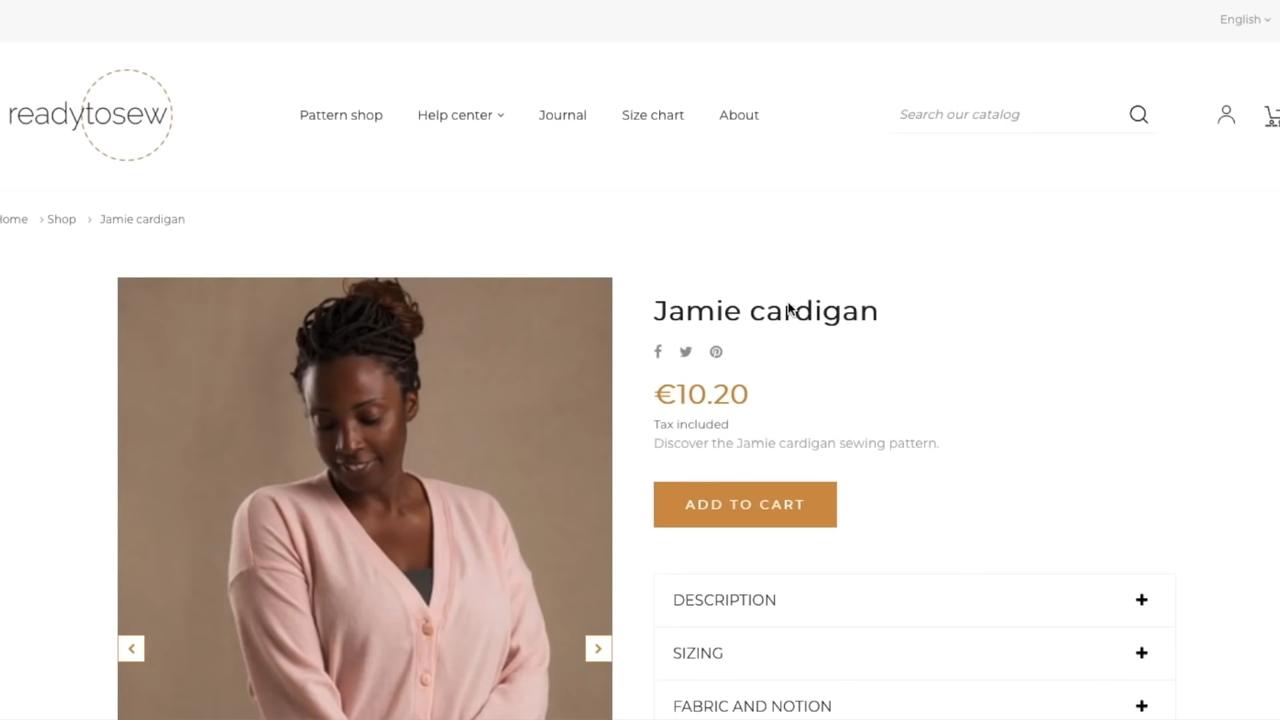 English
readytosew
Pattern shop
Help center
Journal
Size chart
About
Search our catalog
Home
Shop
Jamie cardigan
Jamie cardigan
€10.20
Tax included
Discover the Jamie cardigan sewing pattern.
ADD TO CART
DESCRIPTION
SIZING
FABRIC AND NOTION